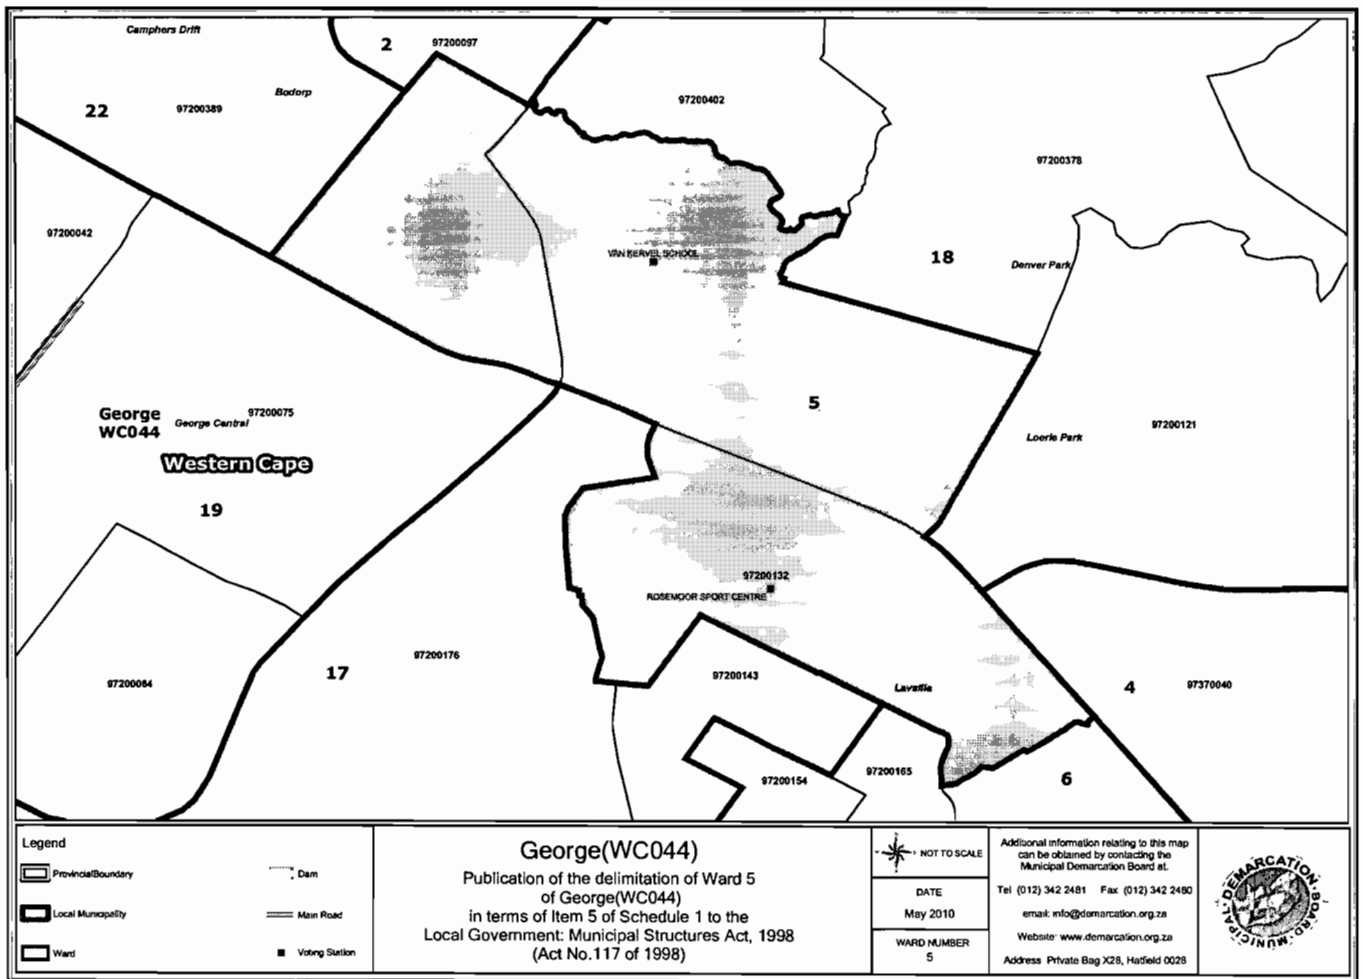 Camphers Drift
2
97200097
22
97200389
Bodorp
97200402
97200378
97200042
VAN KERVEL SCHOOL
18
Denver Park
George
WC044
George Central
97200075
5
97200121
Loerie Park
Western Cape
19
97200132
ROSEMOOR SPORT CENTRE
97200084
17
97200176
97200143
Lavallia
4
97370040
97200154
97200165
6
Legend
ProvincialBoundary
Dam
Local Municipality
Main Road
Ward
Voting Station
George(WC044)
Publication of the delimitation of Ward 5
of George(WC044)
in terms of Item 5 of Schedule 1 to the
Local Government: Municipal Structures Act, 1998
(Act No.117 of 1998)
NOT TO SCALE
DATE
May 2010
WARD NUMBER
5
Additional information relating to this map
can be obtained by contacting the
Municipal Demarcation Board at.
Tel (012) 342 2481 Fax (012) 342 2480
email: info@demarcation.org.za
Website: www.demarcation.org.za
Address Private Bag X28, Hatfield 0028
MUNICIPAL DEMARCATION BOARD